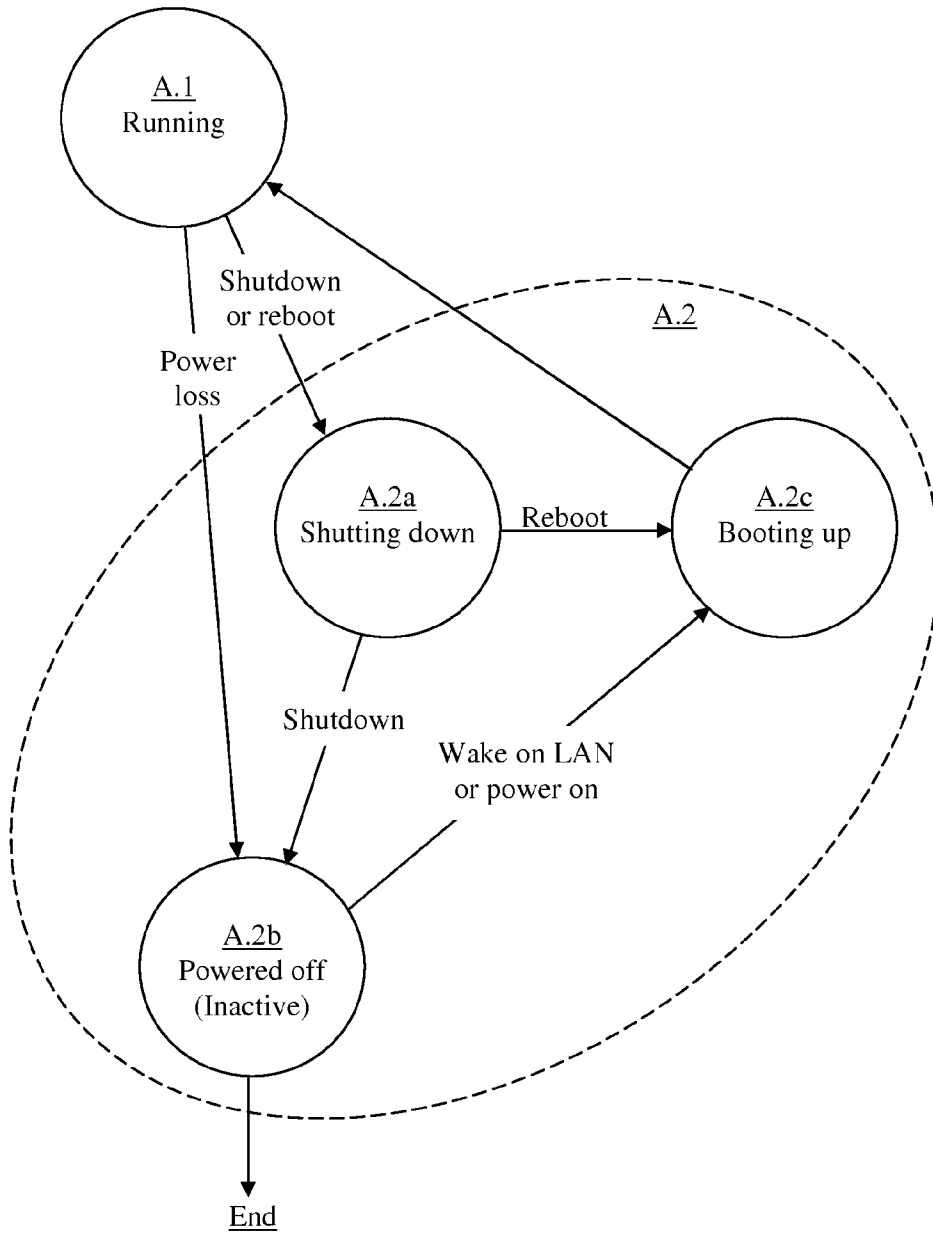 A.1
Running
Shutdown
or reboot
A.2
Power
loss
A.2a
Shutting down
Reboot
A.2c
Booting up
Shutdown
Wake on LAN
or power on
A.2b
Powered off
(Inactive)
End